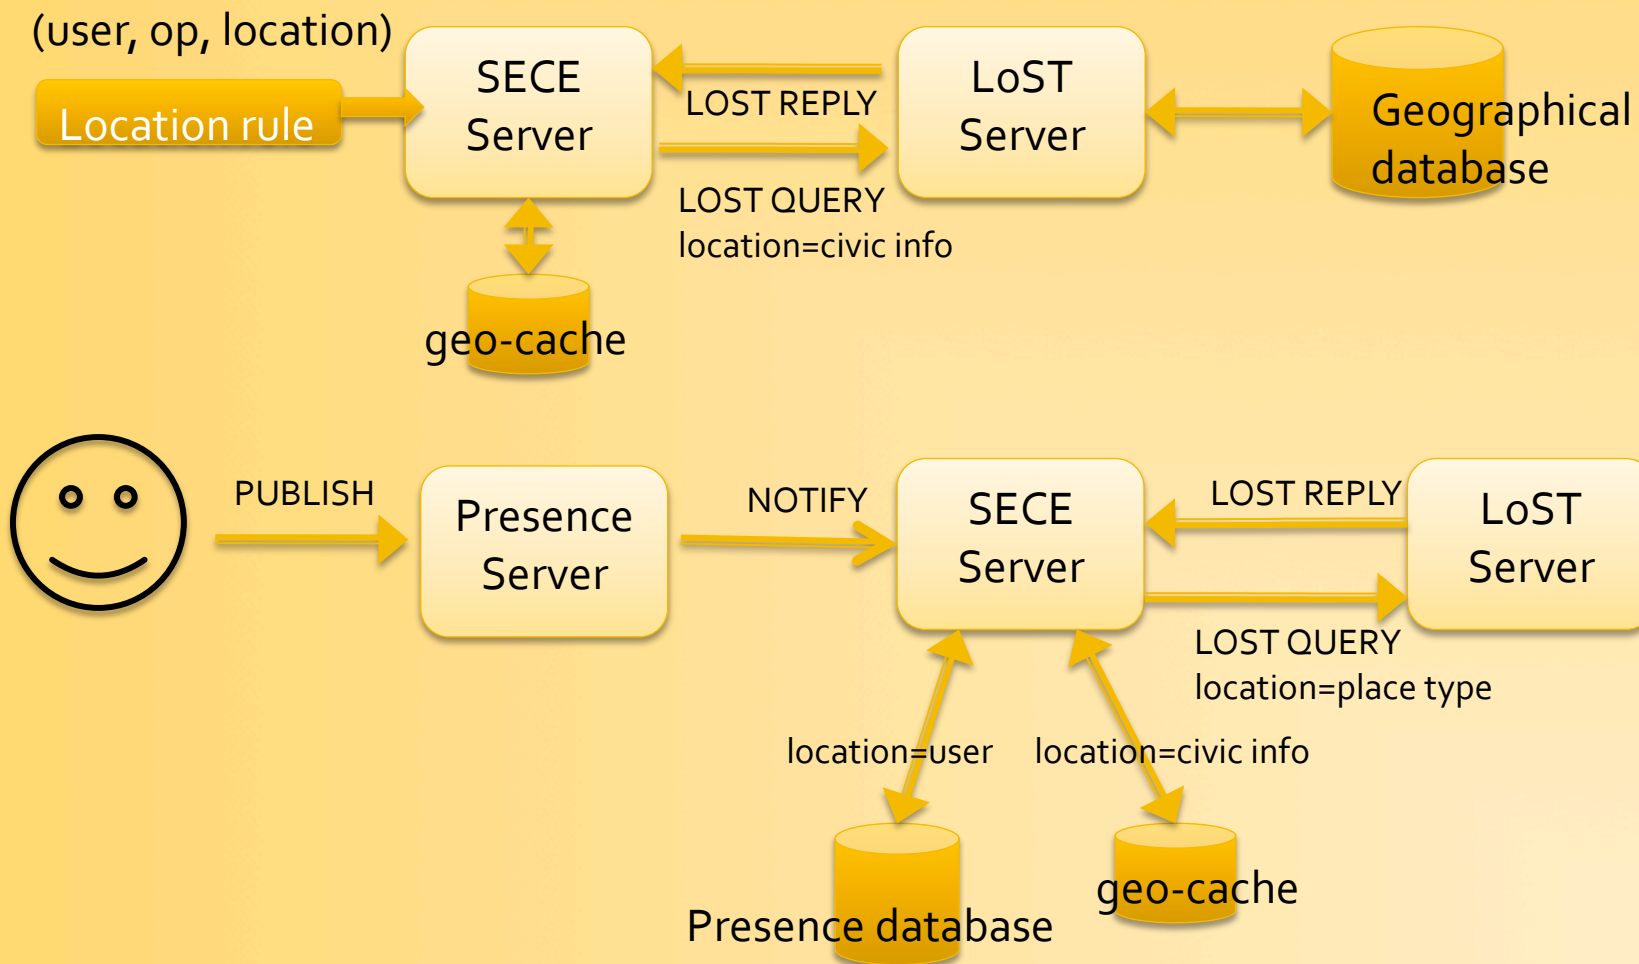 (user, op, location)
Location rule
SECE
Server
LOST REPLY
LOST QUERY
location=civic info
LoST
Server
Geographical
database
geo-cache
PUBLISH
Presence
Server
NOTIFY
SECE
Server
LOST REPLY
LOST QUERY
location=place type
LoST
Server
location=user
location=civic info
Presence database
geo-cache